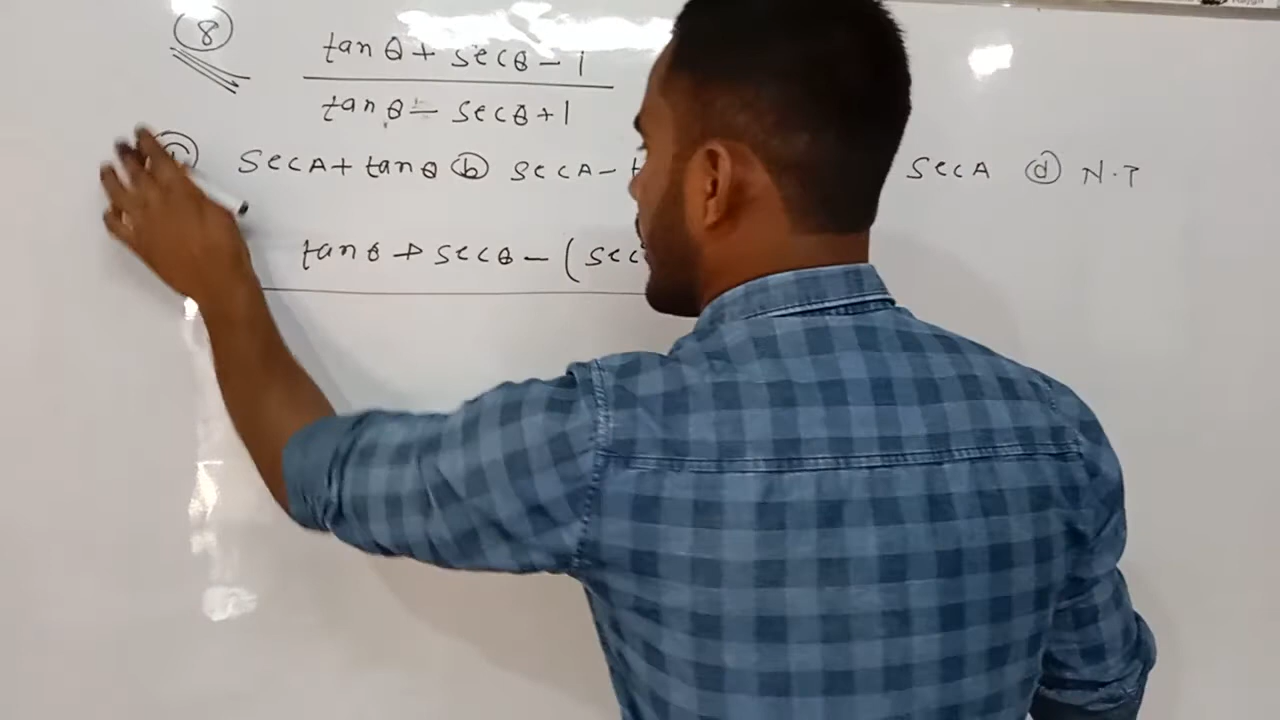 8
tanθ + secθ - 1
tanθ - secθ + 1
secA + tanθ ⓑ secA - secA ⓓ N.T
tanθ + secθ - (sec